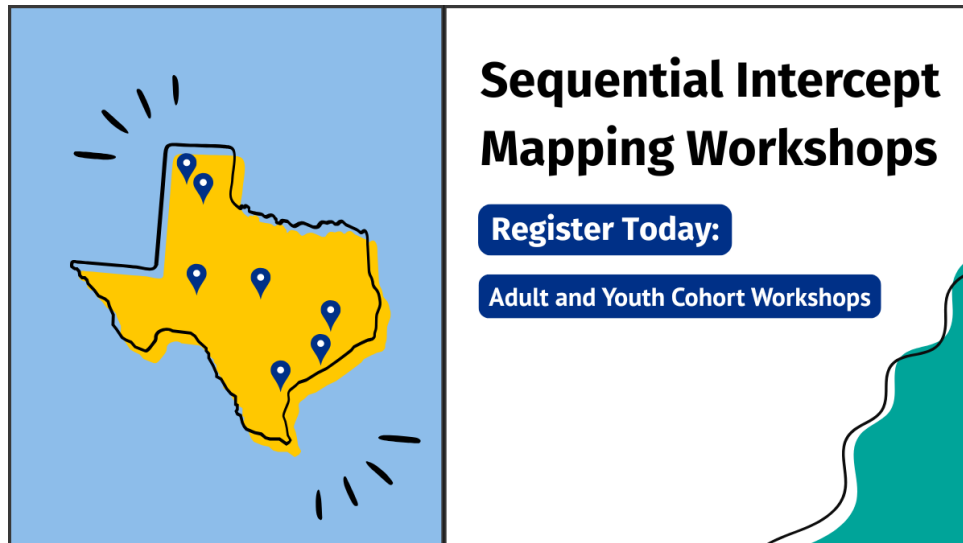 Sequential Intercept
Mapping Workshops
Register Today:
Adult and Youth Cohort Workshops